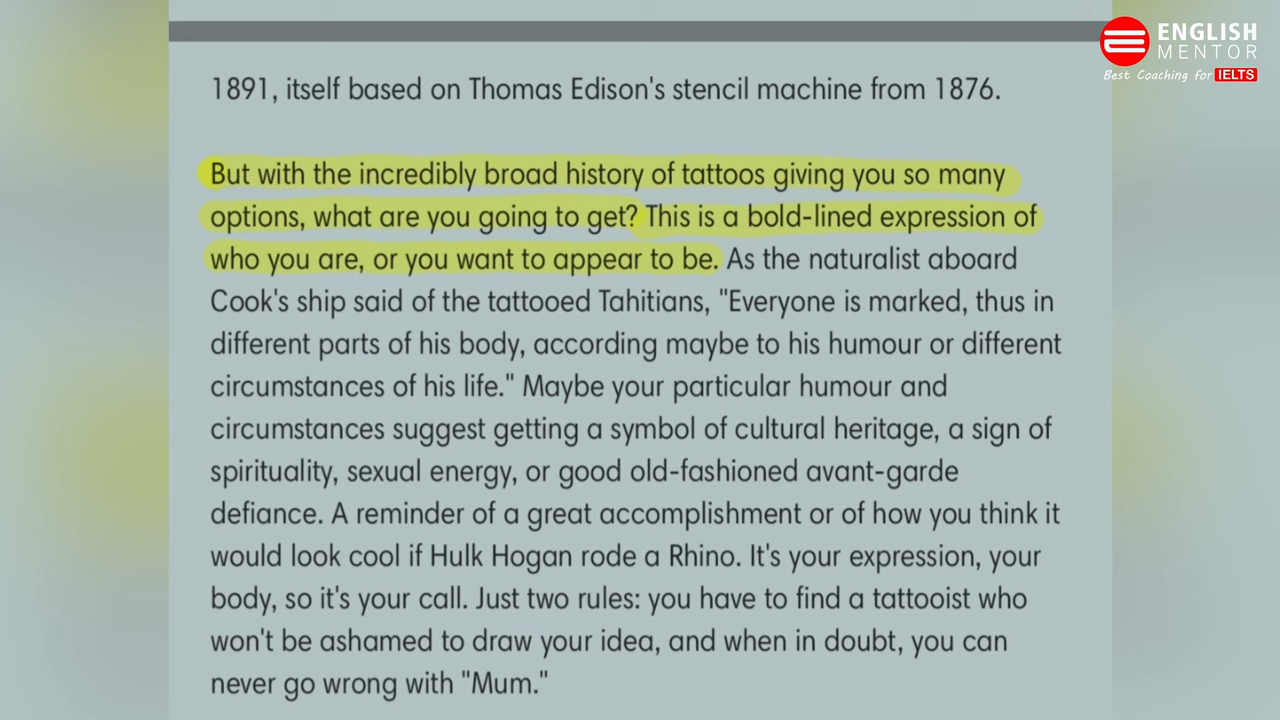 ENGLISH
MENTOR
Best Coaching for IELTS
1891, itself based on Thomas Edison's stencil machine from 1876.
But with the incredibly broad history of tattoos giving you so many
options, what are you going to get? This is a bold-lined expression of
who you are, or you want to appear to be. As the naturalist aboard
Cook's ship said of the tattooed Tahitians, "Everyone is marked, thus in
different parts of his body, according maybe to his humour or different
circumstances of his life." Maybe your particular humour and
circumstances suggest getting a symbol of cultural heritage, a sign of
spirituality, sexual energy, or good old-fashioned avant-garde
defiance. A reminder of a great accomplishment or of how you think it
would look cool if Hulk Hogan rode a Rhino. It's your expression, your
body, so it's your call. Just two rules: you have to find a tattooist who
won't be ashamed to draw your idea, and when in doubt, you can
never go wrong with "Mum."